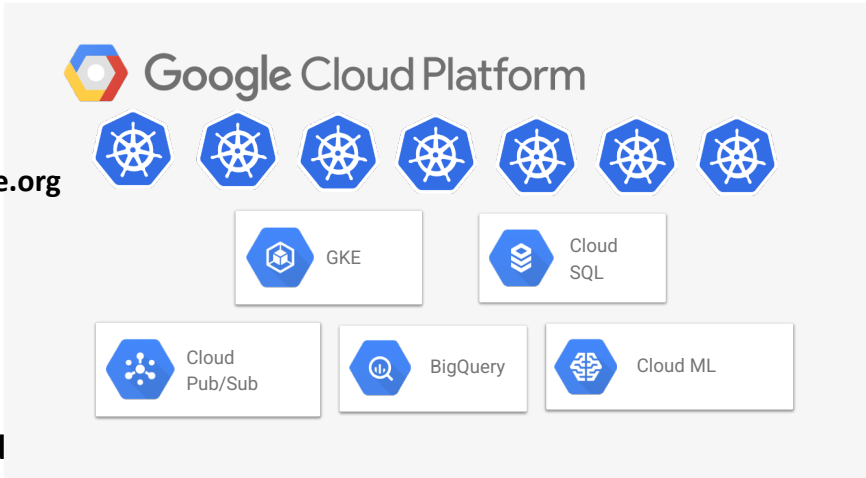 Google Cloud Platform
e.org
GKE
Cloud
SQL
Cloud
Pub/Sub
BigQuery
Cloud ML